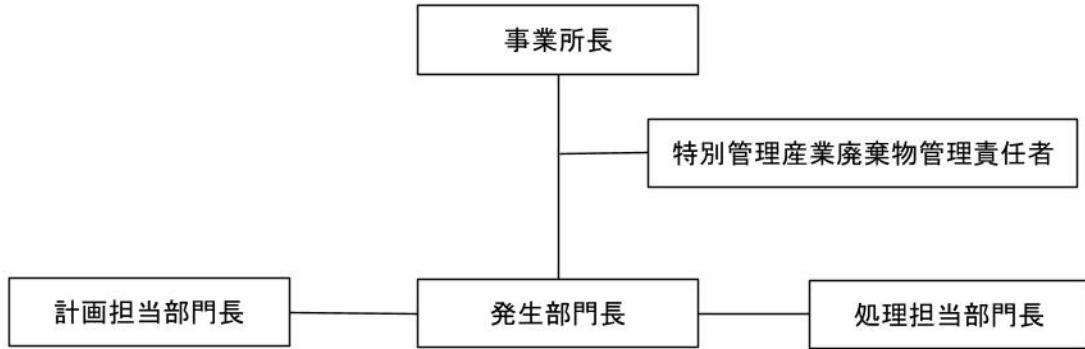 事業所長
特別管理産業廃棄物管理責任者
計画担当部門長
発生部門長
処理担当部門長